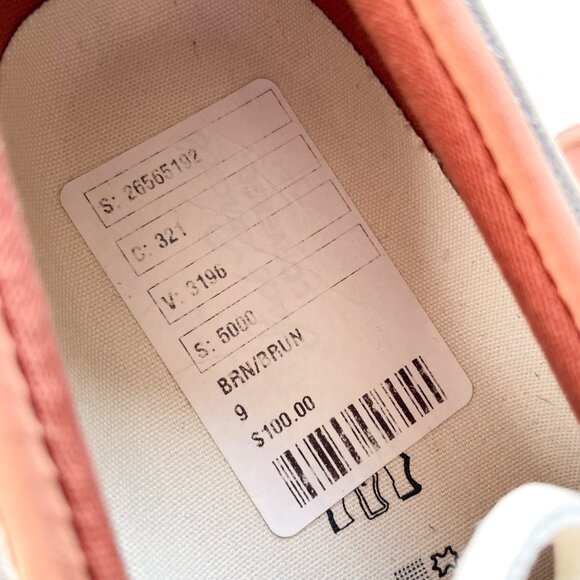 S: 26565192
D: 321
V: 3196
S: 5000
BRN/BRUN
9
$100.00